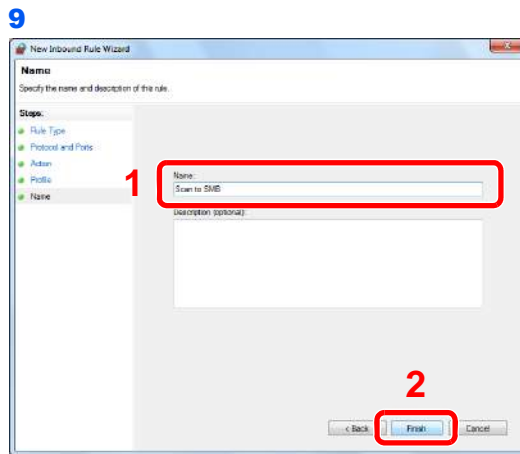 9
New Inbound Rule Wizard
Name
Specify the name and description of this rule.
Steps:
Rule Type
Protocol and Ports
Action
Profile
Name
1
Name:
Scan to SMB
Description (optional):
2
< Back
Finish
Cancel